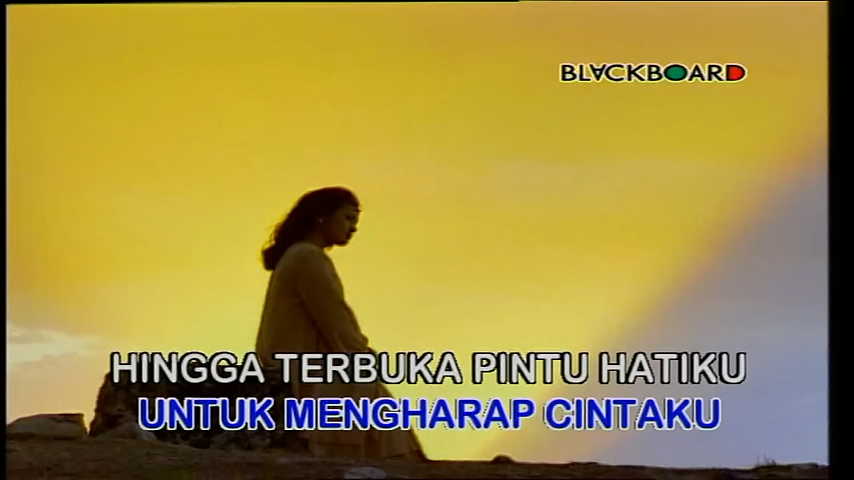 BLACKBOARD
HINGGA TERBUKA PINTU HATIKU
UNTUK MENGHARAP CINTAKU